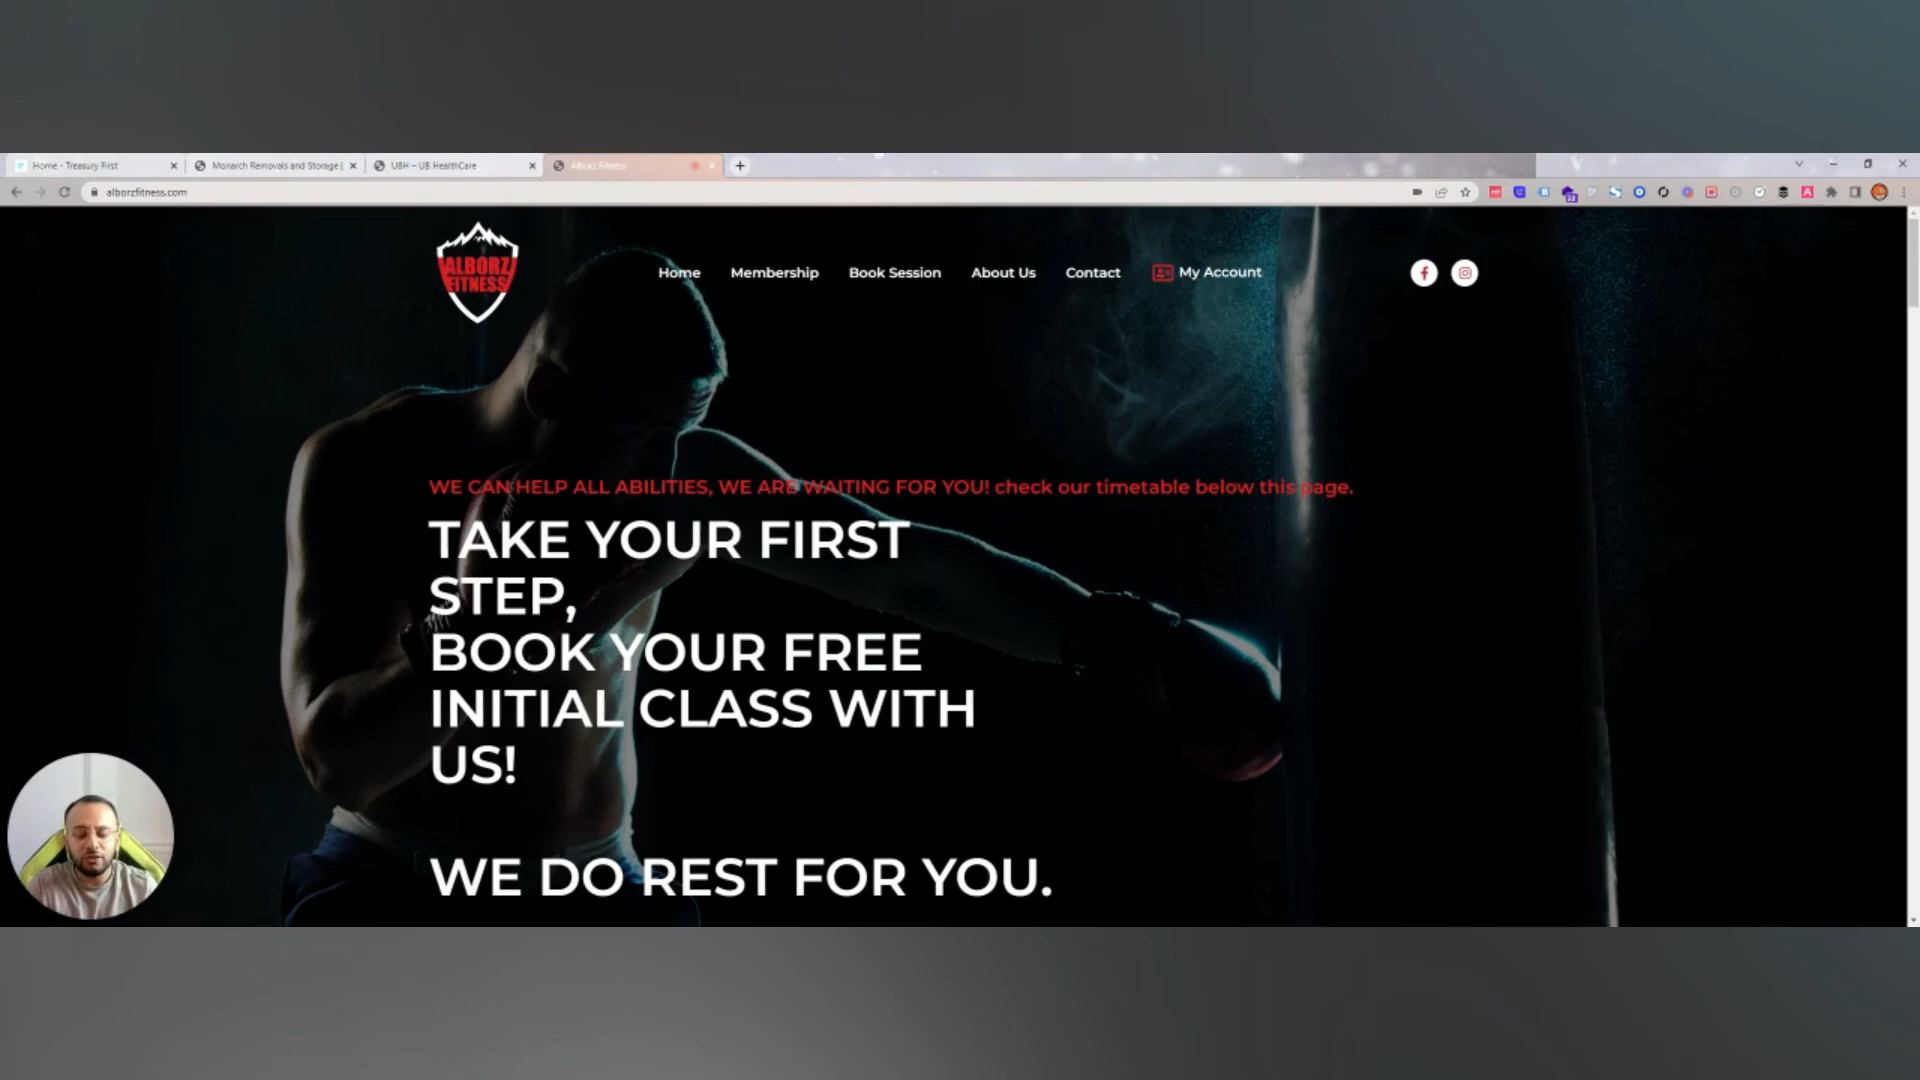 Home - Treasury First
Monarch Removals and Storage |
UBH – UB HealthCare
Alborz Fitness
alborzfitness.com
ALBORZ
FITNESS
Home
Membership
Book Session
About Us
Contact
My Account
WE CAN HELP ALL ABILITIES, WE ARE WAITING FOR YOU! check our timetable below this page.
TAKE YOUR FIRST
STEP,
BOOK YOUR FREE
INITIAL CLASS WITH
US!
WE DO REST FOR YOU.